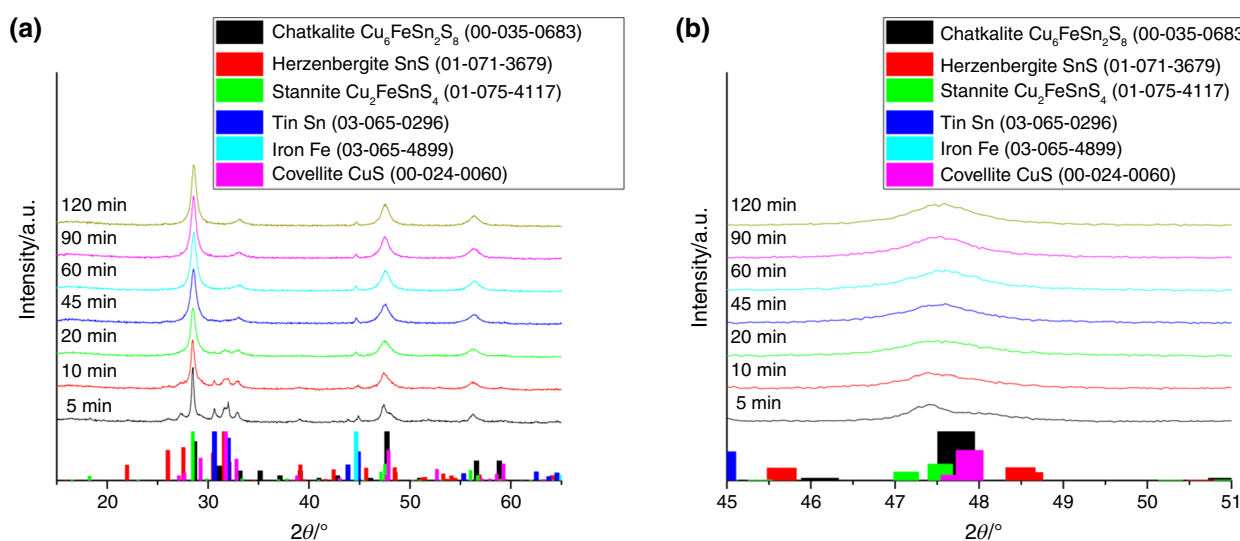 (a)
Chatkalite Cu₆FeSn₂S₈ (00-035-0683)
Herzenbergite SnS (01-071-3679)
Stannite Cu₂FeSnS₄ (01-075-4117)
Tin Sn (03-065-0296)
Iron Fe (03-065-4899)
Covellite CuS (00-024-0060)
Intensity/a.u.
120 min
90 min
60 min
45 min
20 min
10 min
5 min
20 30 40 50 60
2θ/°
(b)
Chatkalite Cu₆FeSn₂S₈ (00-035-0683
Herzenbergite SnS (01-071-3679)
Stannite Cu₂FeSnS₄ (01-075-4117)
Tin Sn (03-065-0296)
Iron Fe (03-065-4899)
Covellite CuS (00-024-0060)
Intensity/a.u.
120 min
90 min
60 min
45 min
20 min
10 min
5 min
45 46 47 48 49 50 51
2θ/°